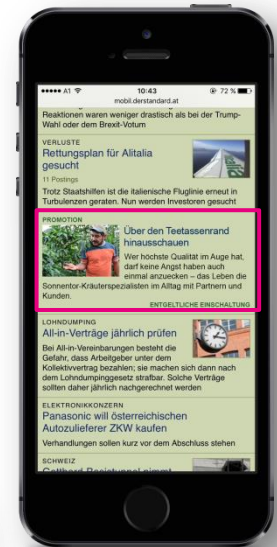 A1
10:43
72 %
mobil.derstandard.at
Reaktionen waren weniger drastisch als bei der Trump-
Wahl oder dem Brexit-Votum
VERLUSTE
Rettungsplan für Alitalia
gesucht
11 Postings
Trotz Staatshilfen ist die italienische Fluglinie erneut in
Turbulenzen geraten. Nun werden Investoren gesucht
PROMOTION
Über den Teetassenrand
hinausschauen
Wer höchste Qualität im Auge hat,
darf keine Angst haben auch
einmal anzuecken – das Leben die
Sonnentor-Kräuterspezialisten im Alltag mit Partnern und
Kunden.
ENTGELTLICHE EINSCHALTUNG
LOHNDUMPING
All-in-Verträge jährlich prüfen
Bei All-in-Vereinbarungen besteht die
Gefahr, dass Arbeitgeber unter dem
Kollektivvertrag bezahlen; sie machen sich dann nach
dem Lohndumpinggesetz strafbar. Solche Verträge
sollten daher jährlich nachgerechnet werden
ELEKTRONIKKONZERN
Panasonic will österreichischen
Autozulieferer ZKW kaufen
Verhandlungen sollen kurz vor dem Abschluss stehen
SCHWEIZ